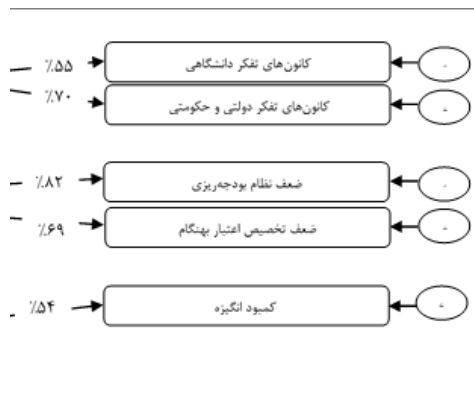 کانون‌های تفکر دانشگاهی
٪۵۵
کانون‌های تفکر دولتی و حکومتی
٪۷۰
ضعف نظام بودجه‌ریزی
٪۸۲
ضعف تخصیص اعتبار بهنگام
٪۶۹
کمبود انگیزه
٪۵۴